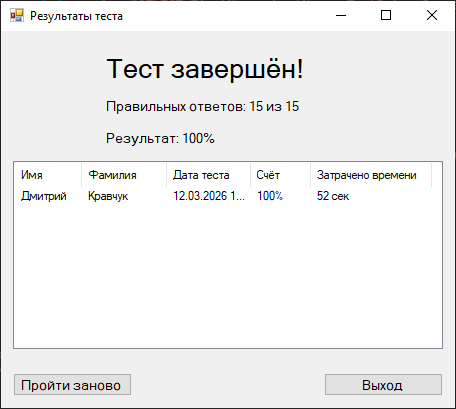 Результаты теста
Тест завершён!
Правильных ответов: 15 из 15
Результат: 100%
Имя Фамилия Дата теста Счёт Затрачено времени
Дмитрий Кравчук 12.03.2026 1... 100% 52 сек
Пройти заново Выход